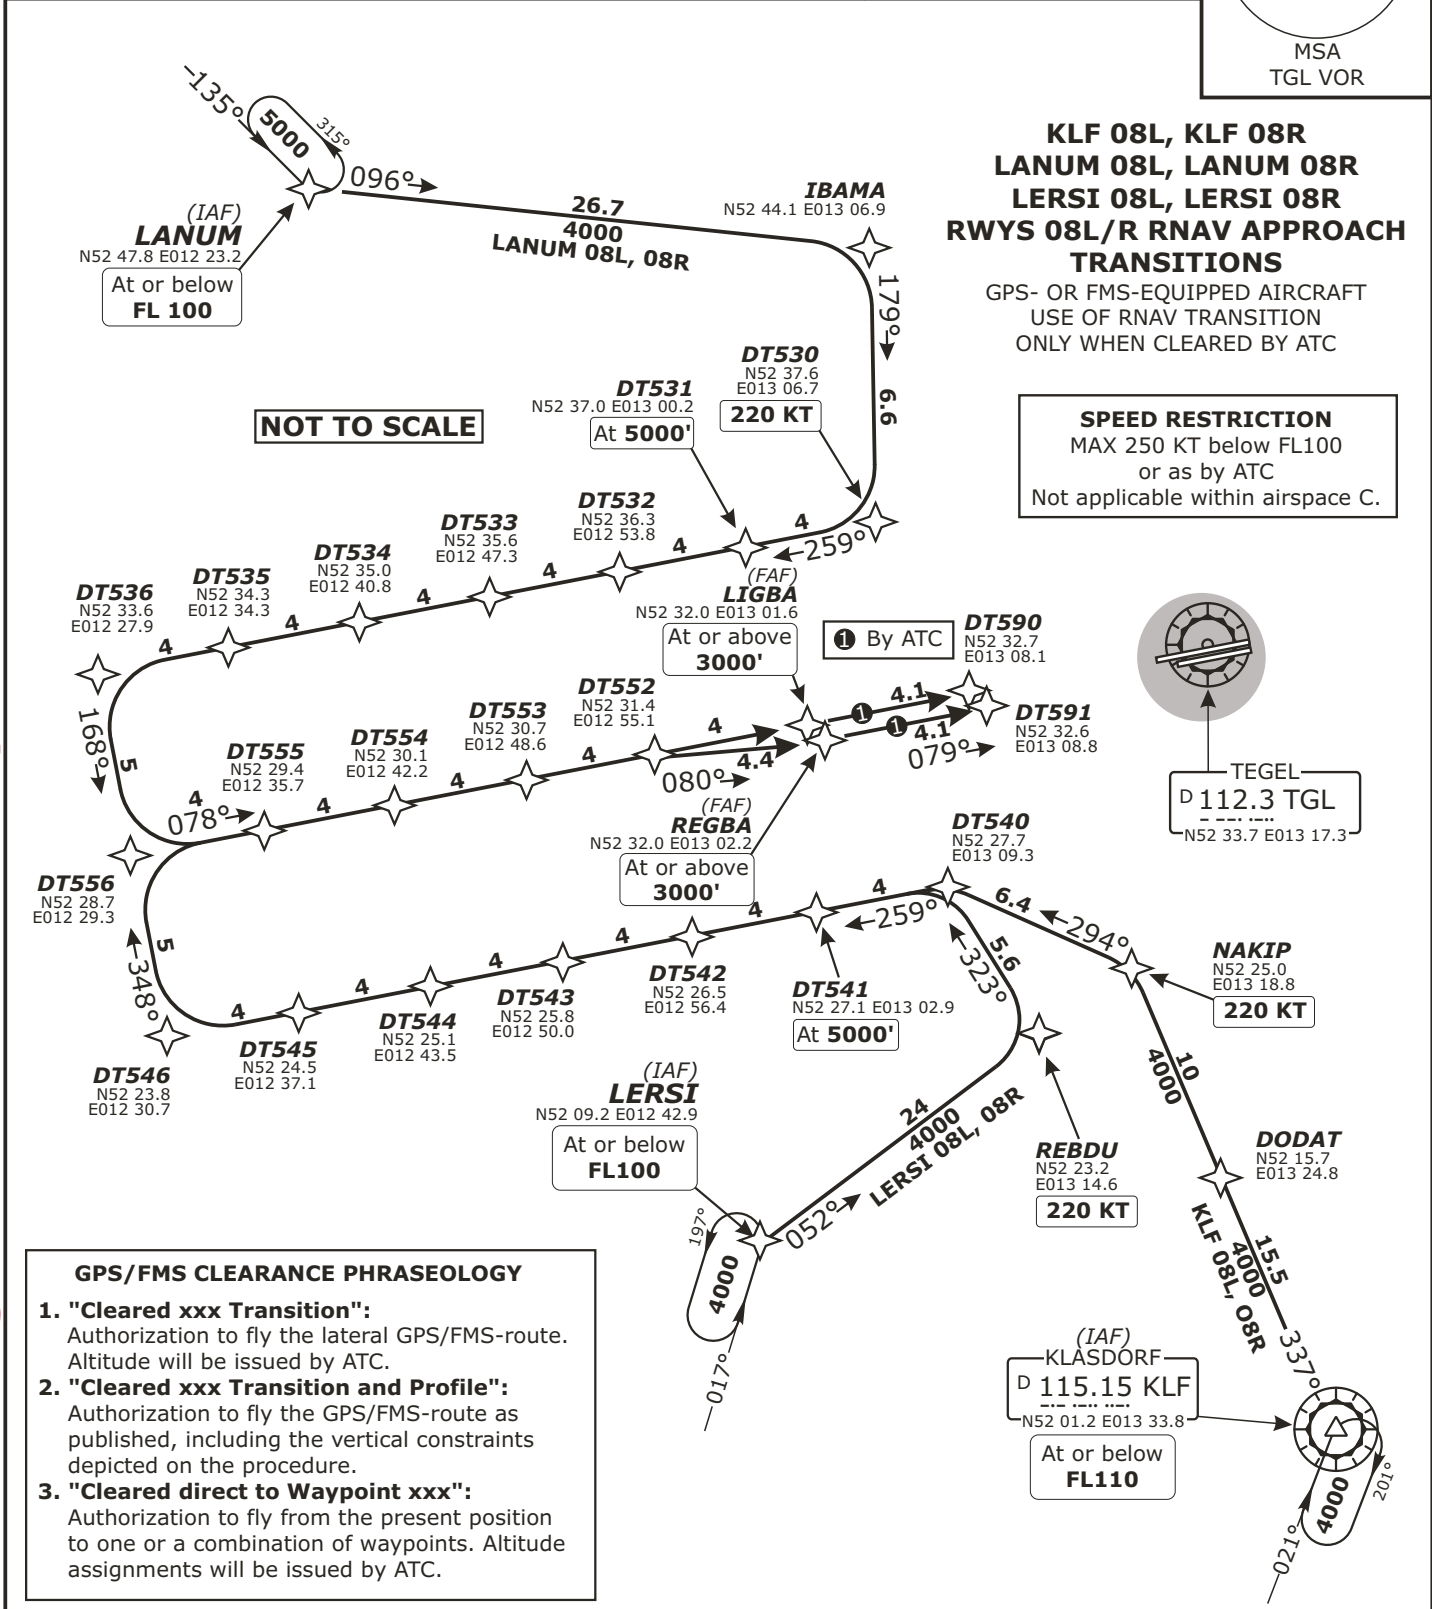 MSA
TGL VOR
KLF 08L, KLF 08R
LANUM 08L, LANUM 08R
LERSI 08L, LERSI 08R
RWYS 08L/R RNAV APPROACH
TRANSITIONS
GPS- OR FMS-EQUIPPED AIRCRAFT
USE OF RNAV TRANSITION
ONLY WHEN CLEARED BY ATC
SPEED RESTRICTION
MAX 250 KT below FL100
or as by ATC
Not applicable within airspace C.
135°
5000
315°
096°
(IAF)
LANUM
N52 47.8 E012 23.2
At or below
FL 100
26.7
4000
LANUM 08L, 08R
IBAMA
N52 44.1 E013 06.9
179°
6.6
NOT TO SCALE
DT530
N52 37.6
E013 06.7
220 KT
DT531
N52 37.0 E013 00.2
At 5000'
4
259°
DT532
N52 36.3
E012 53.8
4
DT533
N52 35.6
E012 47.3
4
DT534
N52 35.0
E012 40.8
4
DT535
N52 34.3
E012 34.3
4
DT536
N52 33.6
E012 27.9
4
168°
5
(FAF)
LIGBA
N52 32.0 E013 01.6
At or above
3000'
1 By ATC
DT590
N52 32.7
E013 08.1
1
4.1
DT591
N52 32.6
E013 08.8
1
4.1
079°
DT552
N52 31.4
E012 55.1
4
4.4
080°
DT553
N52 30.7
E012 48.6
4
DT554
N52 30.1
E012 42.2
4
DT555
N52 29.4
E012 35.7
4
4
078°
(FAF)
REGBA
N52 32.0 E013 02.2
At or above
3000'
TEGEL
D 112.3 TGL
N52 33.7 E013 17.3
DT556
N52 28.7
E012 29.3
5
348°
DT540
N52 27.7
E013 09.3
4
259°
6.4
294°
5.6
323°
NAKIP
N52 25.0
E013 18.8
220 KT
DT541
N52 27.1 E013 02.9
At 5000'
4
DT542
N52 26.5
E012 56.4
4
DT543
N52 25.8
E012 50.0
4
DT544
N52 25.1
E012 43.5
4
DT545
N52 24.5
E012 37.1
4
DT546
N52 23.8
E012 30.7
(IAF)
LERSI
N52 09.2 E012 42.9
At or below
FL100
24
4000
LERSI 08L, 08R
052°
197°
4000
017°
REBDU
N52 23.2
E013 14.6
220 KT
10
4000
DODAT
N52 15.7
E013 24.8
15.5
4000
KLF 08L, O8R
337°
(IAF)
KLASDORF
D 115.15 KLF
N52 01.2 E013 33.8
At or below
FL110
4000
201°
021°
GPS/FMS CLEARANCE PHRASEOLOGY
1. "Cleared xxx Transition":
Authorization to fly the lateral GPS/FMS-route.
Altitude will be issued by ATC.
2. "Cleared xxx Transition and Profile":
Authorization to fly the GPS/FMS-route as
published, including the vertical constraints
depicted on the procedure.
3. "Cleared direct to Waypoint xxx":
Authorization to fly from the present position
to one or a combination of waypoints. Altitude
assignments will be issued by ATC.